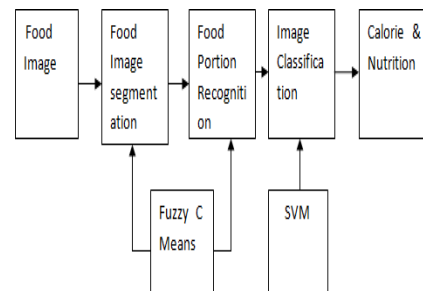 Food
Image
Food
Image
segment
ation
Food
Portion
Recogniti
on
Image
Classifica
tion
Calorie &
Nutrition
Fuzzy C
Means
SVM